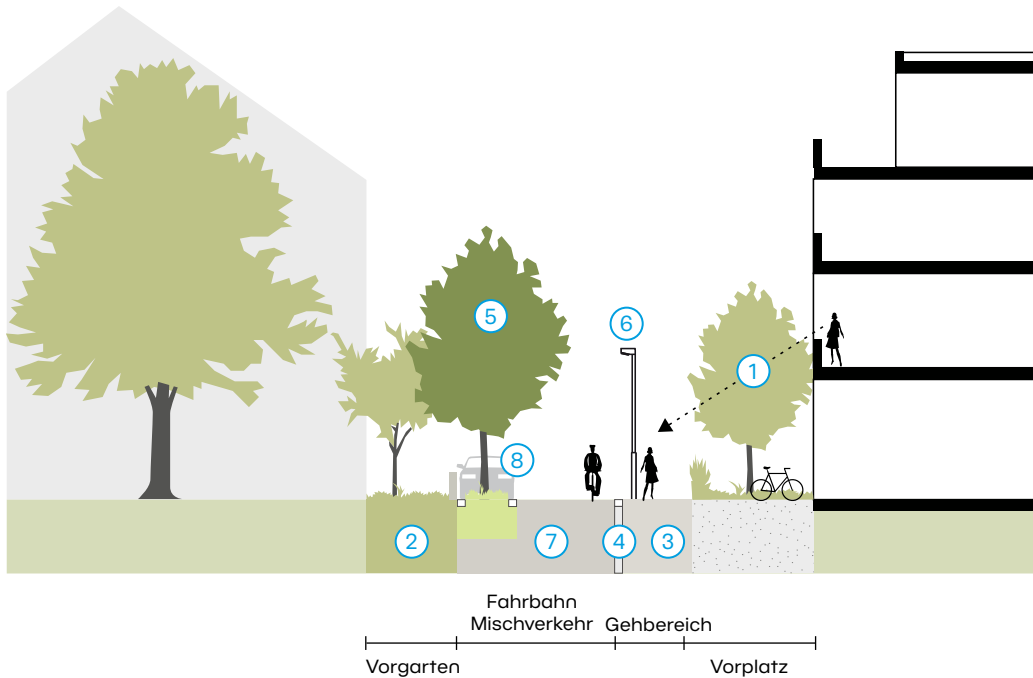 5
6
1
8
2
7
4
3
Fahrbahn
Mischverkehr
Gehbereich
Vorgarten
Vorplatz